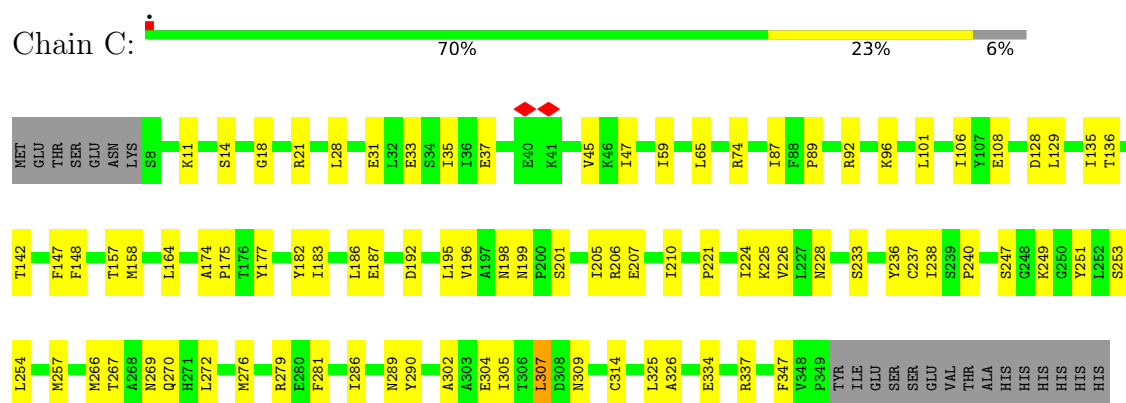 Chain C:
70% 23% 6%
MET GLU THR SER GLU ASN LYS S8 K11 S14 G18 R21 L28 E31 L32 E33 S34 I35 I36 E37 E40 K41 V45 K46 I47 I59 L65 R74 I87 F88 P89 R92 K96 L101 I106 Y107 E108 D128 L129 I135 T136
T142 F147 F148 T157 M158 L164 A174 P175 T176 Y177 Y182 I183 L186 E187 D192 L195 V196 A197 N198 N199 P200 S201 I205 R206 E207 I210 P221 I224 K225 V226 L227 N228 S233 Y236 C237 I238 S239 P240 S247 G248 K249 G250 Y251 L252 S253
L254 M257 M266 T267 A268 N269 Q270 H271 L272 M276 R279 E280 F281 I286 N289 Y290 A302 A303 E304 I305 T306 L307 D308 N309 C314 L325 A326 E334 R337 F347 V348 P349 TYR ILE GLU SER SER GLU VAL THR ALA HIS HIS HIS HIS HIS HIS